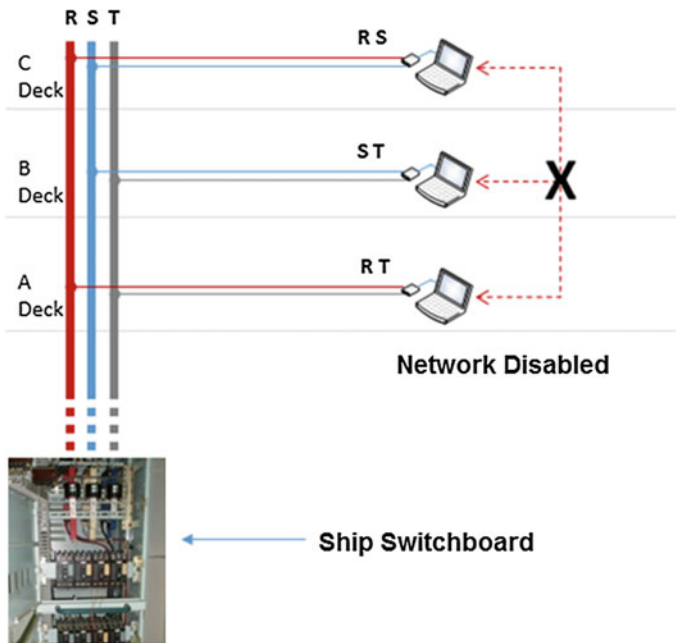 R S T
C
Deck
R S
B
Deck
S T
X
A
Deck
R T
Network Disabled
Ship Switchboard